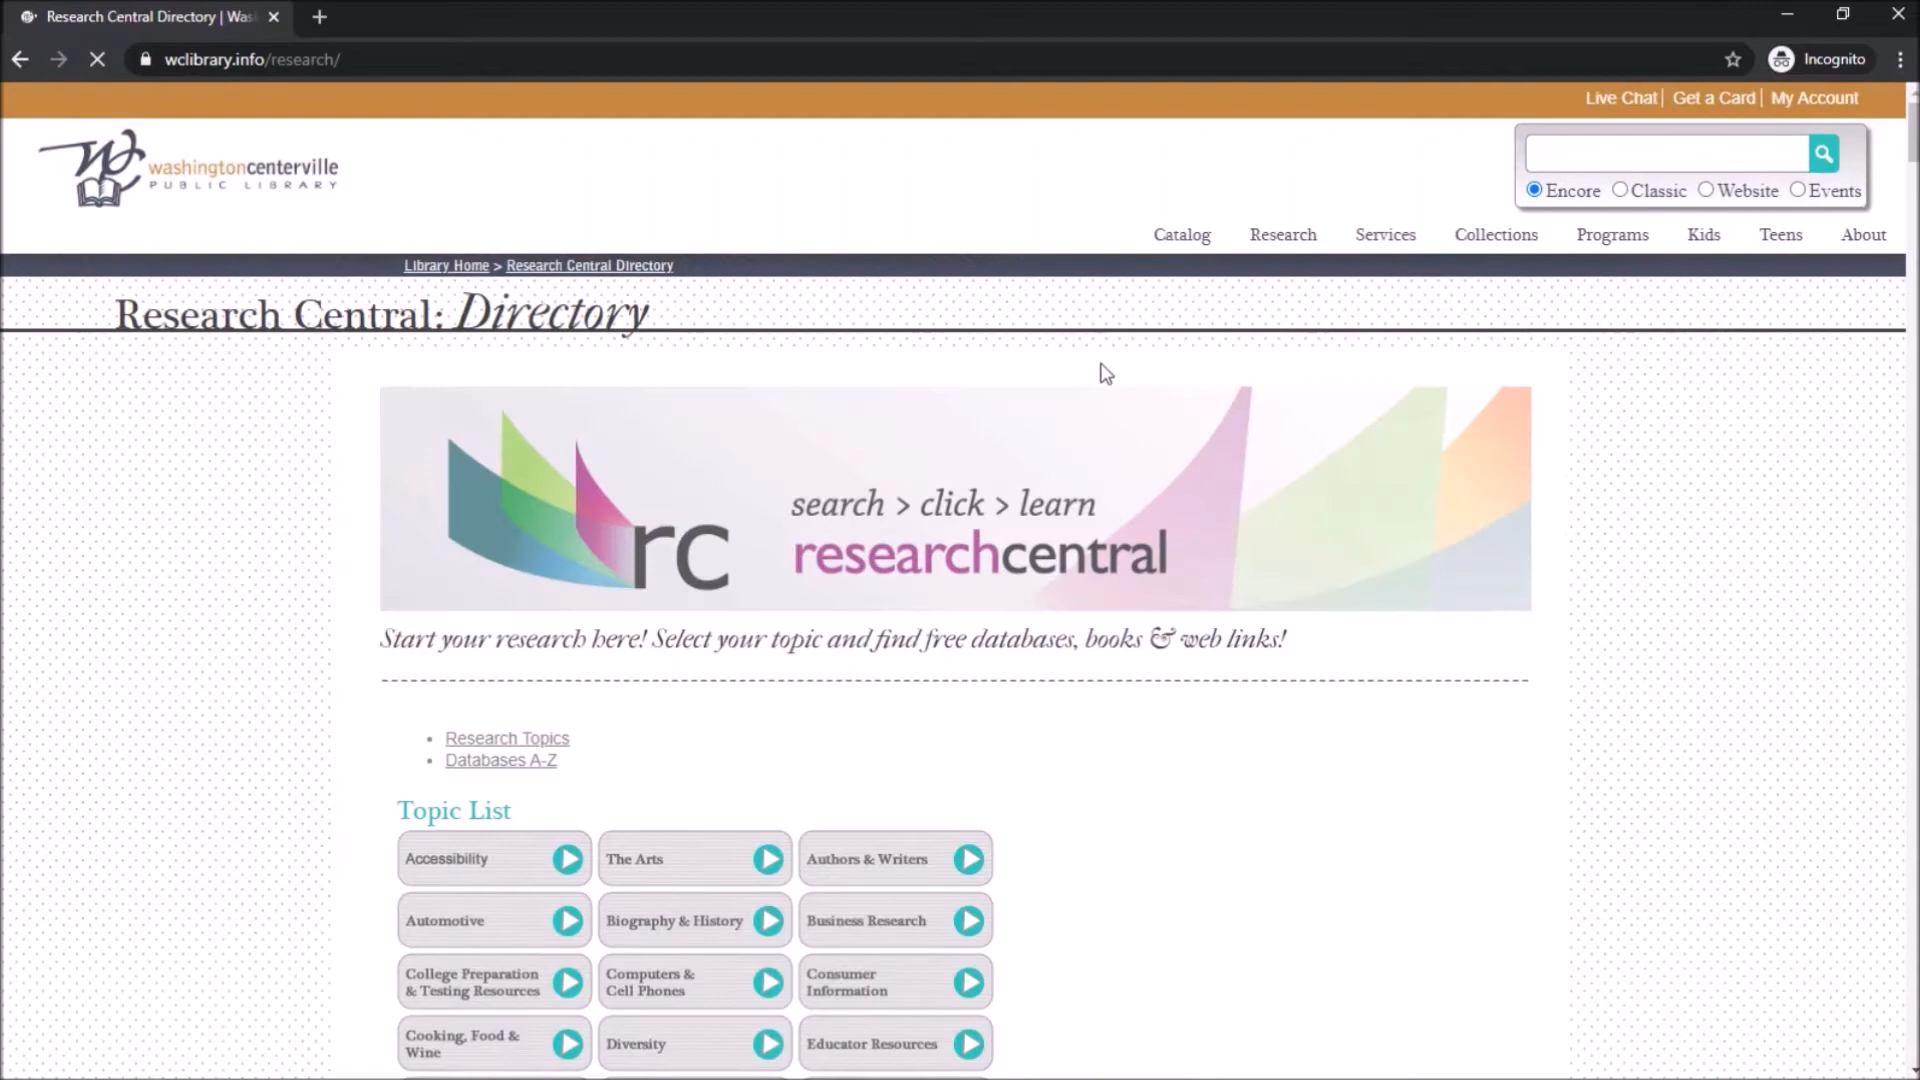 Research Central Directory | Was
wclibrary.info/research/
Incognito
Live Chat| Get a Card| My Account
washingtoncenterville
PUBLIC LIBRARY
Encore Classic Website Events
Catalog Research Services Collections Programs Kids Teens About
Library Home > Research Central Directory
Research Central: Directory
rc
search > click > learn
researchcentral
Start your research here! Select your topic and find free databases, books & web links!
Research Topics
Databases A-Z
Topic List
Accessibility The Arts Authors & Writers
Automotive Biography & History Business Research
College Preparation
& Testing Resources
Computers &
Cell Phones
Consumer
Information
Cooking, Food &
Wine
Diversity
Educator Resources